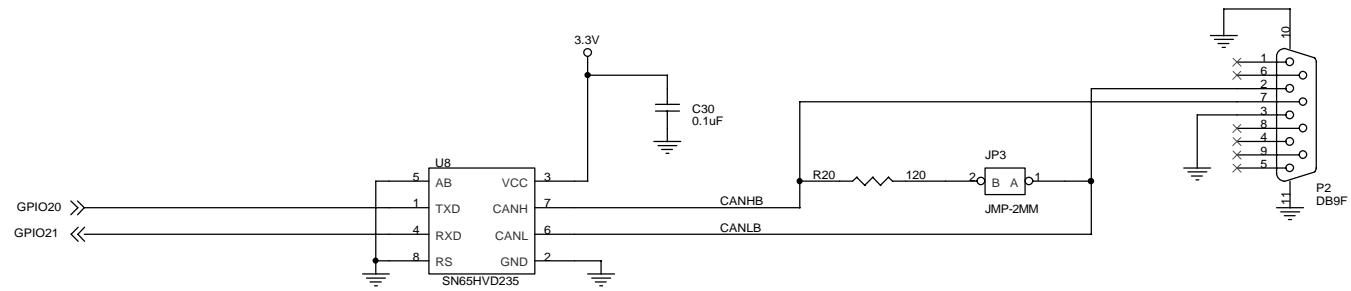 3.3V
10
1
6
2
7
3
8
4
9
5
11
P2
DB9F
C30
0.1uF
U8
5 AB VCC 3
GPIO20 1 TXD CANH 7 CANHB
GPIO21 4 RXD CANL 6 CANLB
8 RS GND 2
SN65HVD235
R20 120
JP3
2 B A 1
JMP-2MM